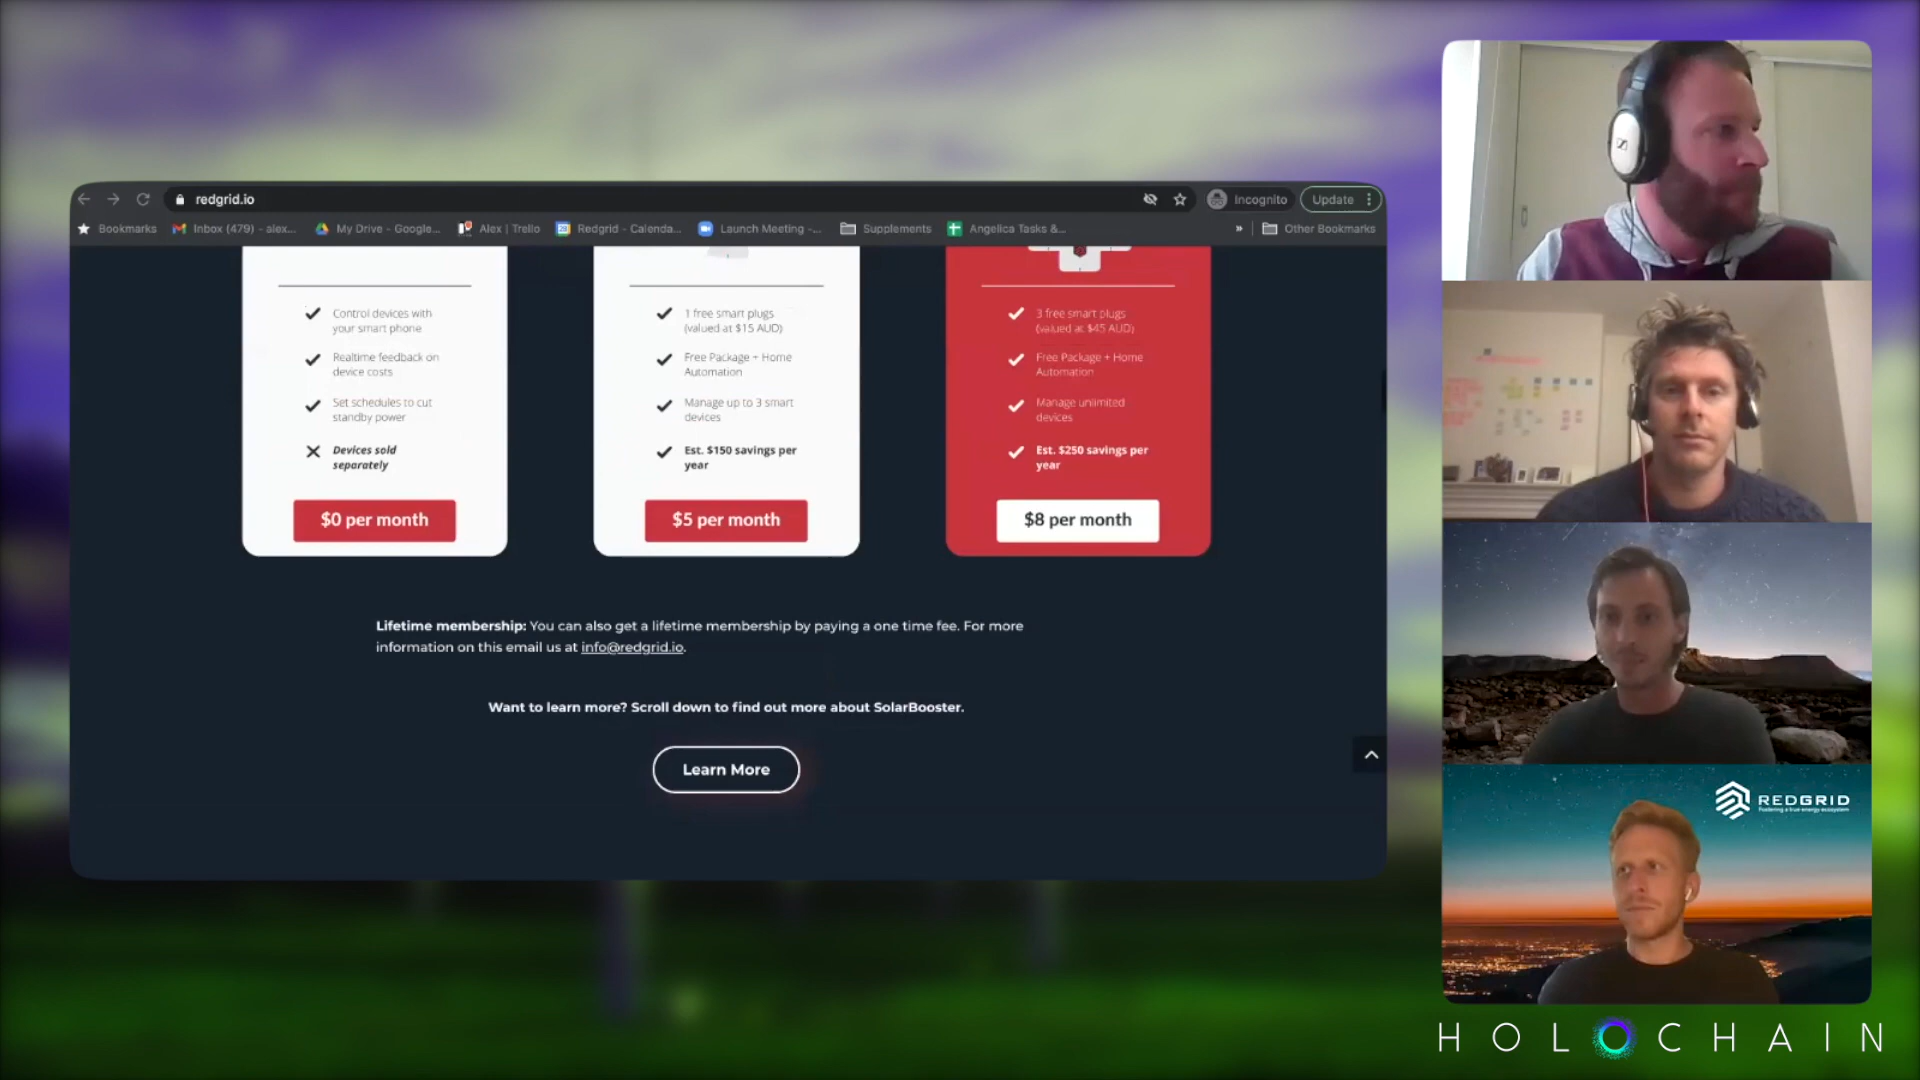 redgrid.io
Incognito
Update
Bookmarks
Inbox (479) - alex...
My Drive - Google...
Alex | Trello
Redgrid - Calenda...
Launch Meeting -...
Supplements
Angelica Tasks &...
»
Other Bookmarks
Control devices with
your smart phone
Realtime feedback on
device costs
Set schedules to cut
standby power
Devices sold
separately
$0 per month
1 free smart plugs
(valued at $15 AUD)
Free Package + Home
Automation
Manage up to 3 smart
devices
Est. $150 savings per
year
$5 per month
3 free smart plugs
(valued at $45 AUD)
Free Package + Home
Automation
Manage unlimited
devices
Est. $250 savings per
year
$8 per month
Lifetime membership: You can also get a lifetime membership by paying a one time fee. For more
information on this email us at info@redgrid.io.
Want to learn more? Scroll down to find out more about SolarBooster.
Learn More
REDGRID
Fostering a true energy ecosystem
HOLOCHAIN